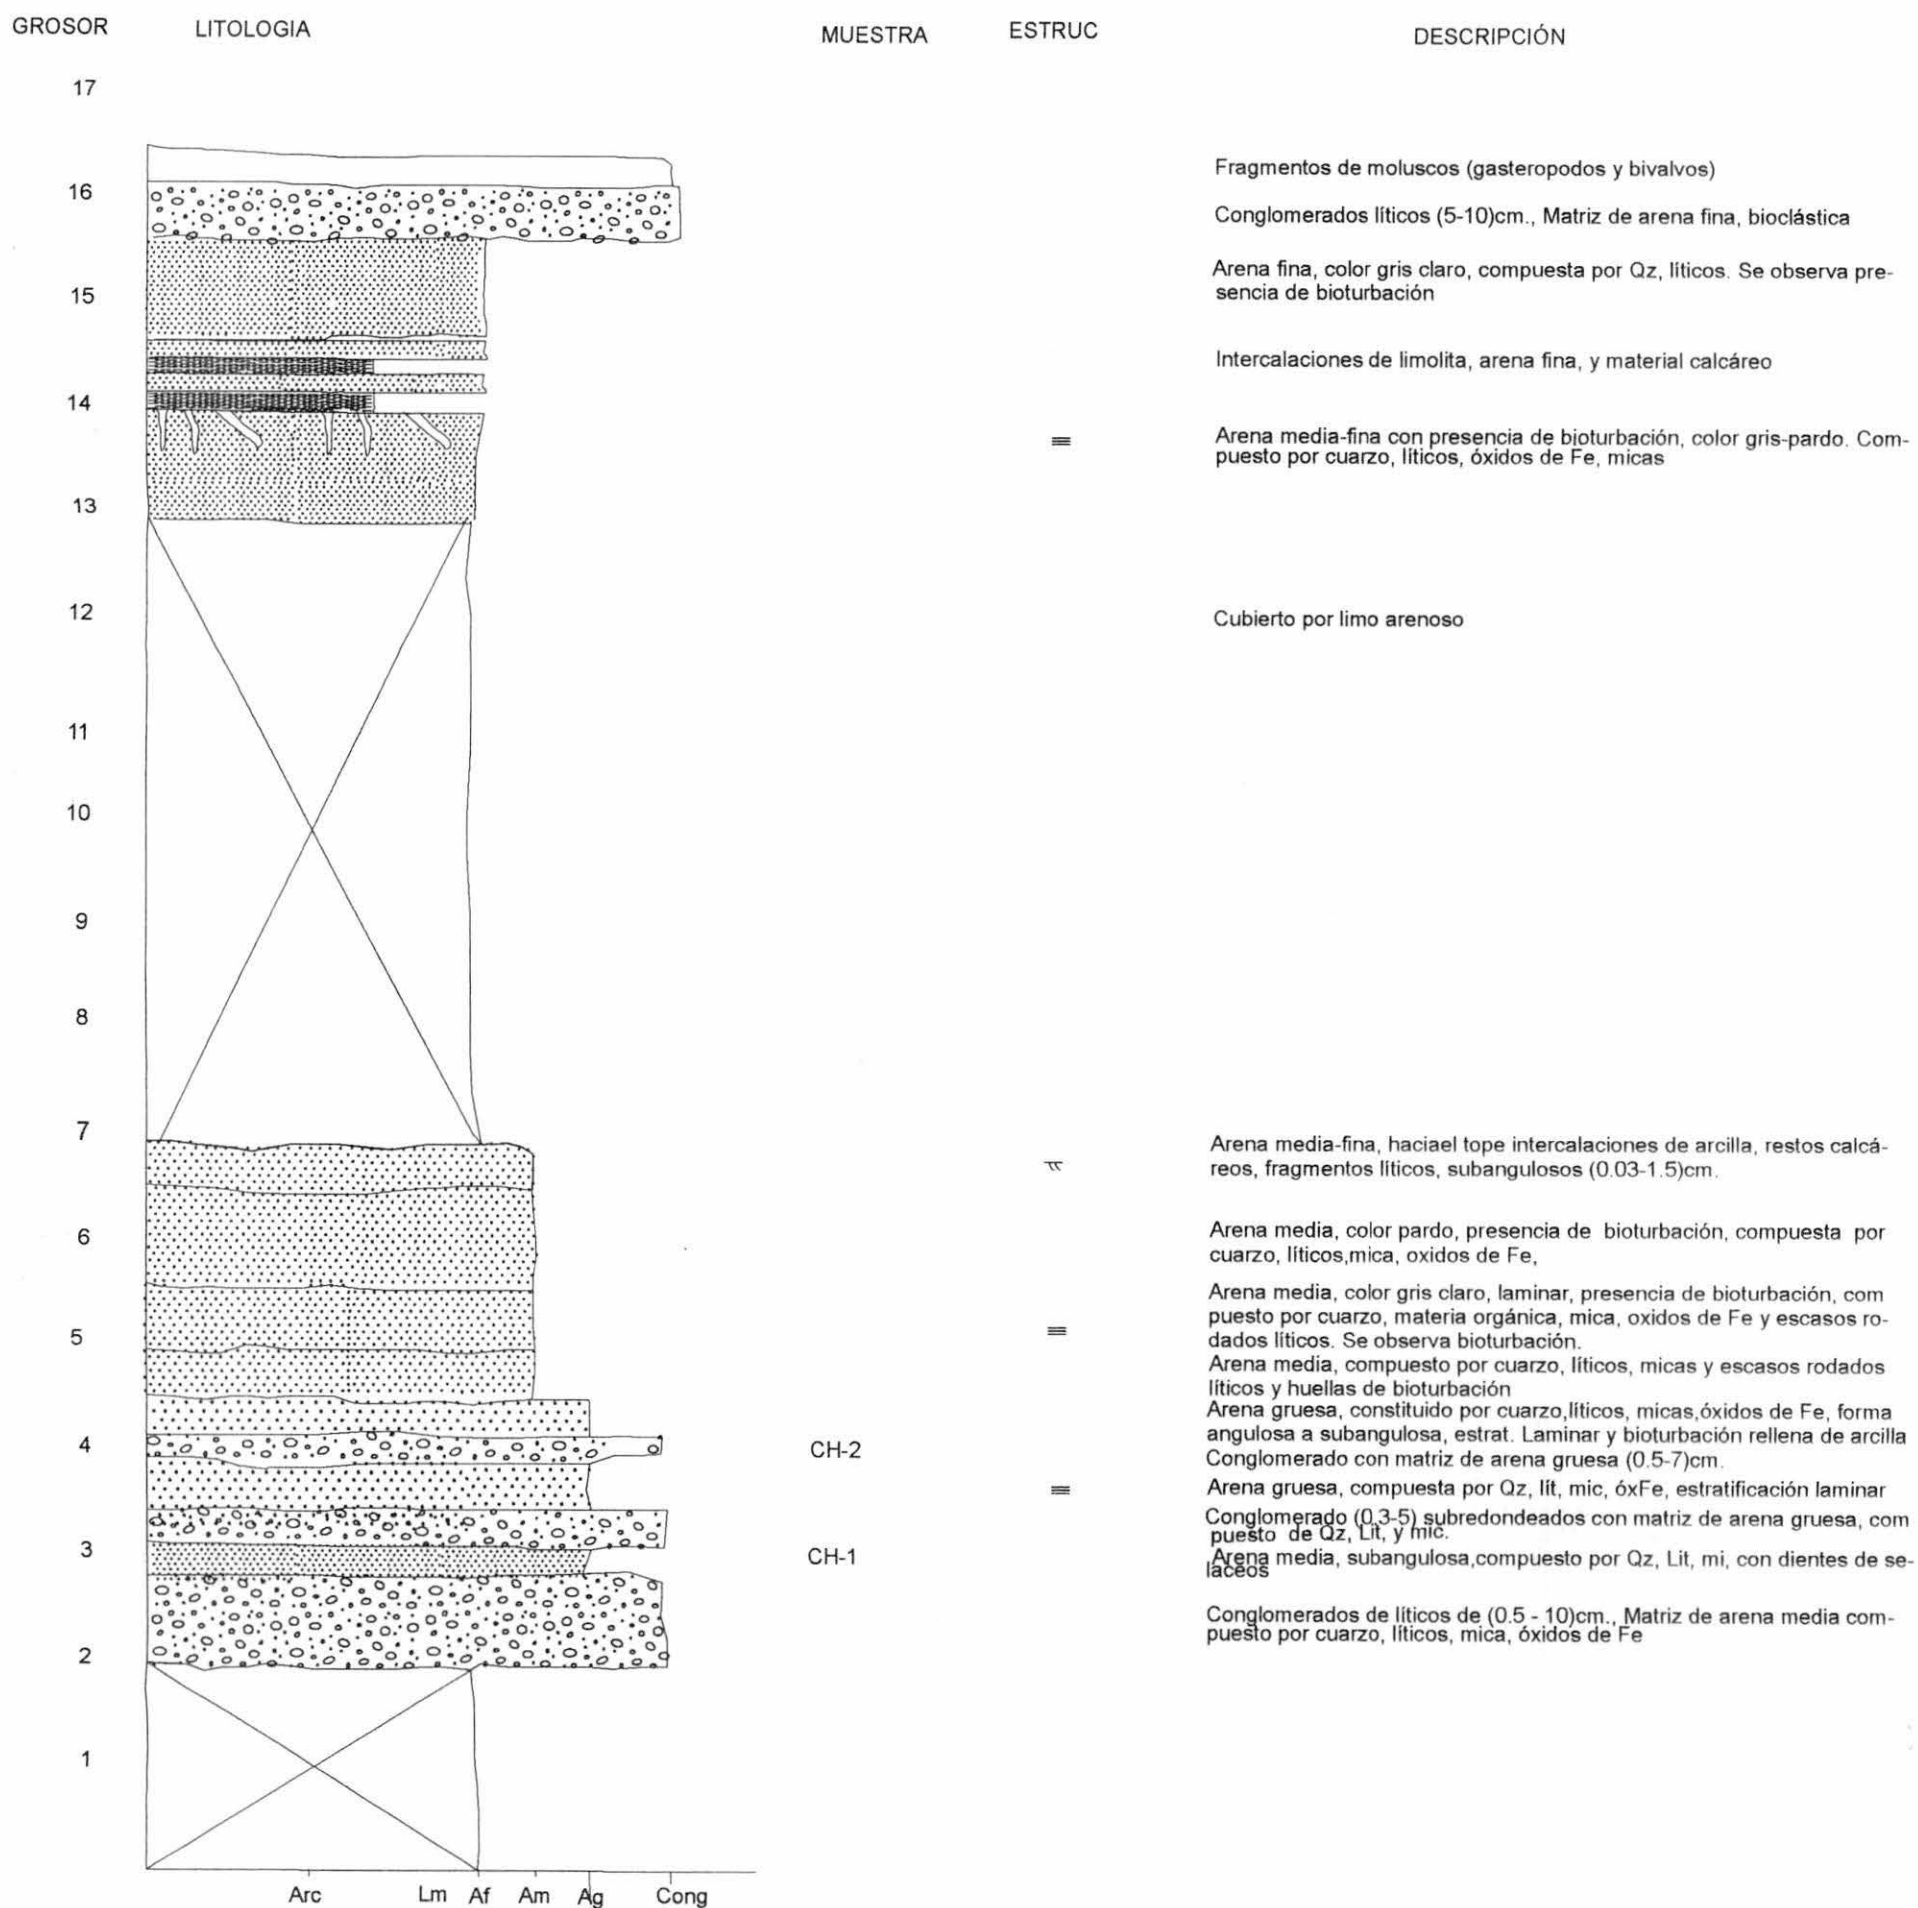 GROSOR LITOLOGIA MUESTRA ESTRUC DESCRIPCIÓN
17
Fragmentos de moluscos (gasteropodos y bivalvos)
16
Conglomerados líticos (5-10)cm., Matriz de arena fina, bioclástica
Arena fina, color gris claro, compuesta por Qz, líticos. Se observa pre-
sencia de bioturbación
15
Intercalaciones de limolita, arena fina, y material calcáreo
14
Arena media-fina con presencia de bioturbación, color gris-pardo. Com-
puesto por cuarzo, líticos, óxidos de Fe, micas
13
12
Cubierto por limo arenoso
11
10
9
8
7
Arena media-fina, haciael tope intercalaciones de arcilla, restos calcá-
reos, fragmentos líticos, subangulosos (0.03-1.5)cm.
6
Arena media, color pardo, presencia de bioturbación, compuesta por
cuarzo, líticos,mica, oxidos de Fe,
Arena media, color gris claro, laminar, presencia de bioturbación, com
puesto por cuarzo, materia orgánica, mica, oxidos de Fe y escasos ro-
dados líticos. Se observa bioturbación.
5
Arena media, compuesto por cuarzo, líticos, micas y escasos rodados
líticos y huellas de bioturbación
Arena gruesa, constituido por cuarzo,líticos, micas,óxidos de Fe, forma
angulosa a subangulosa, estrat. Laminar y bioturbación rellena de arcilla
4 CH-2
Conglomerado con matriz de arena gruesa (0.5-7)cm.
Arena gruesa, compuesta por Qz, lít, mic, óxFe, estratificación laminar
Conglomerado (0.3-5) subredondeados con matriz de arena gruesa, com
puesto de Qz, Lit, y mic.
3 CH-1
Arena media, subangulosa,compuesto por Qz, Lit, mi, con dientes de se-
laceos
Conglomerados de líticos de (0.5 - 10)cm., Matriz de arena media com-
puesto por cuarzo, líticos, mica, óxidos de Fe
2
1
Arc Lm Af Am Ag Cong